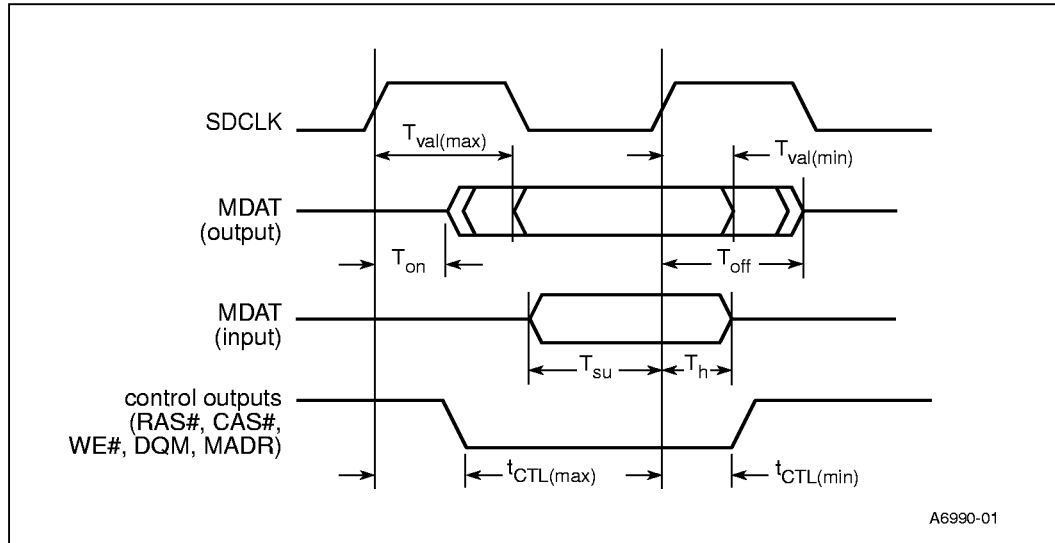 SDCLK
Tval(max)
Tval(min)
MDAT
(output)
Ton
Toff
MDAT
(input)
Tsu
Th
control outputs
(RAS#, CAS#,
WE#, DQM, MADR)
tCTL(max)
tCTL(min)
A6990-01